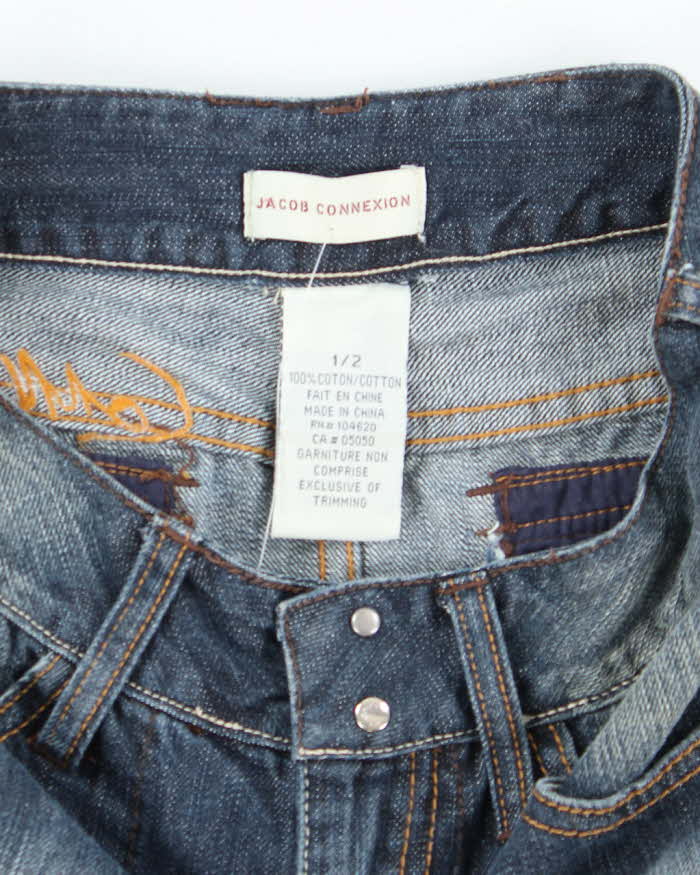 JACOB CONNEXION
1/2
100% COTON/COTTON
FAIT EN CHINE
MADE IN CHINA
RN# 104620
CA # 05050
GARNITURE NON
COMPRISE
EXCLUSIVE OF
TRIMMING